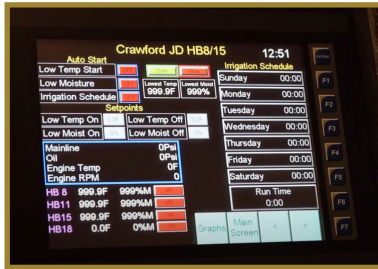 Crawford JD HB8/15
12:51
Auto Start
Low Temp Start
Low Moisture
Irrigation Schedule
Lowest Temp
999.9F
Lowest Moist
999%
Setpoints
Low Temp On
Low Temp Off
Low Moist On
Low Moist Off
Mainline 0Psi
Oil 0Psi
Engine Temp 0F
Engine RPM 0
HB 8 999.9F 999%M
HB11 999.9F 999%M
HB15 999.9F 999%M
HB18 0.0F 0%M
Irrigation Schedule
Sunday 00:00
Monday 00:00
Tuesday 00:00
Wednesday 00:00
Thursday 00:00
Friday 00:00
Saturday 00:00
Run Time
0:00
Graphs
Main
Screen
<
>
F1
F2
F3
F4
F5
F6
F7